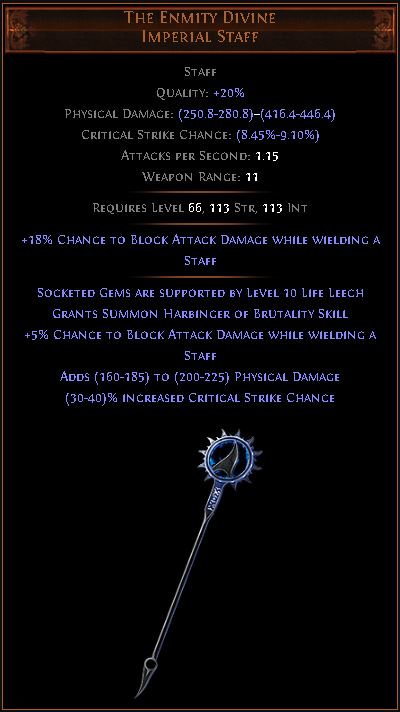 The Enmity Divine
Imperial Staff
Staff
Quality: +20%
Physical Damage: (250.8-280.8)–(416.4-446.4)
Critical Strike Chance: (8.45%-9.10%)
Attacks per Second: 1.15
Weapon Range: 11
Requires Level 66, 113 Str, 113 Int
+18% Chance to Block Attack Damage while wielding a
Staff
Socketed Gems are supported by Level 10 Life Leech
Grants Summon Harbinger of Brutality Skill
+5% Chance to Block Attack Damage while wielding a
Staff
Adds (160-185) to (200-225) Physical Damage
(30-40)% increased Critical Strike Chance